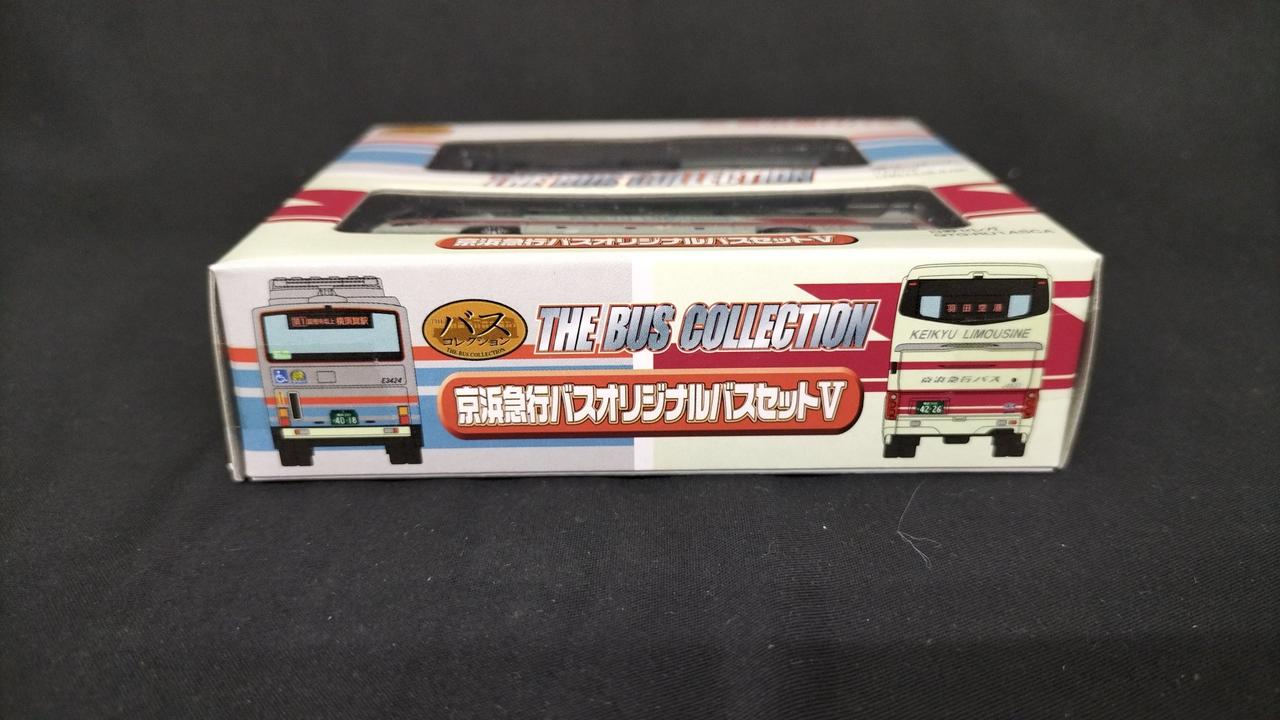 THE BUS COLLECTION
京浜急行バスオリジナルバスセットV
バス
コレクション
THE BUS COLLECTION
THE BUS COLLECTION
京浜急行バスオリジナルバスセットV
横須賀駅
E3424
40-18
羽田空港
KEIKYU LIMOUSINE
京浜急行バス
42-26